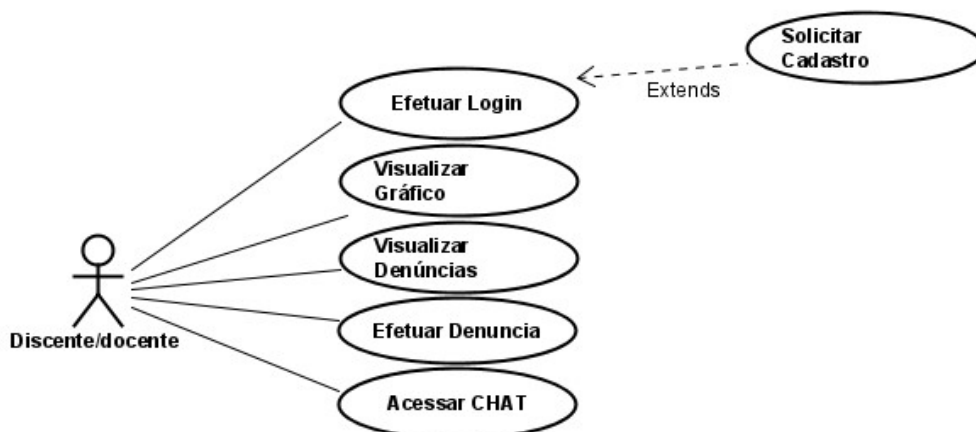 Solicitar
Cadastro
Extends
Efetuar Login
Visualizar
Gráfico
Visualizar
Denúncias
Efetuar Denuncia
Acessar CHAT
Discente/docente